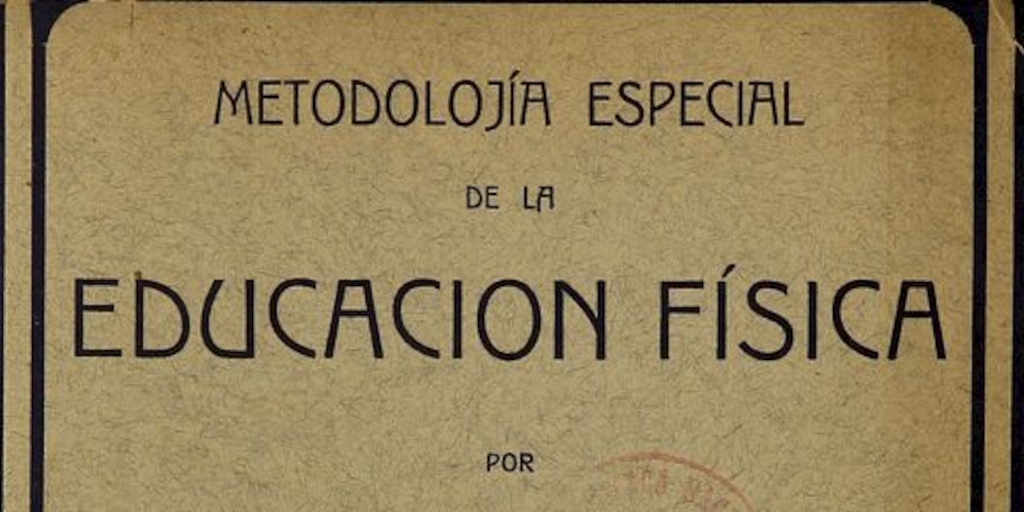 METODOLOJÍA ESPECIAL
DE LA
EDUCACION FÍSICA
POR